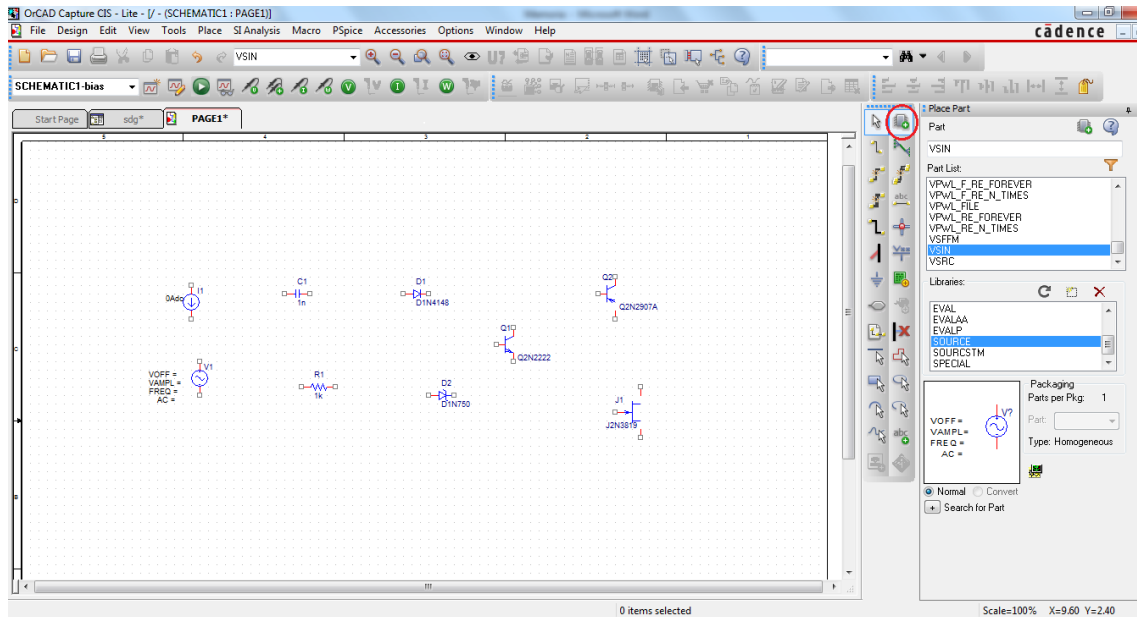 OrCAD Capture CIS - Lite - [/ - (SCHEMATIC1 : PAGE1)]
File Design Edit View Tools Place SI Analysis Macro PSpice Accessories Options Window Help
cādence
VSIN
U?
SCHEMATIC1-bias
Start Page
sdg*
PAGE1*
5 4 3 2 1
D
C
B
I1
0Adc
C1
1n
D1
D1N4148
Q2
Q2N2907A
Q1
Q2N2222
V1
VOFF =
VAMPL =
FREQ =
AC =
R1
1k
D2
D1N750
J1
J2N3819
Place Part
Part
VSIN
Part List:
VPWL_F_RE_FOREVER
VPWL_F_RE_N_TIMES
VPWL_FILE
VPWL_RE_FOREVER
VPWL_RE_N_TIMES
VSFFM
VSIN
VSRC
Libraries:
EVAL
EVALAA
EVALP
SOURCE
SOURCSTM
SPECIAL
V?
VOFF =
VAMPL=
FREQ =
AC =
Packaging
Parts per Pkg: 1
Part:
Type: Homogeneous
Normal Convert
Search for Part
0 items selected
Scale=100% X=9.60 Y=2.40